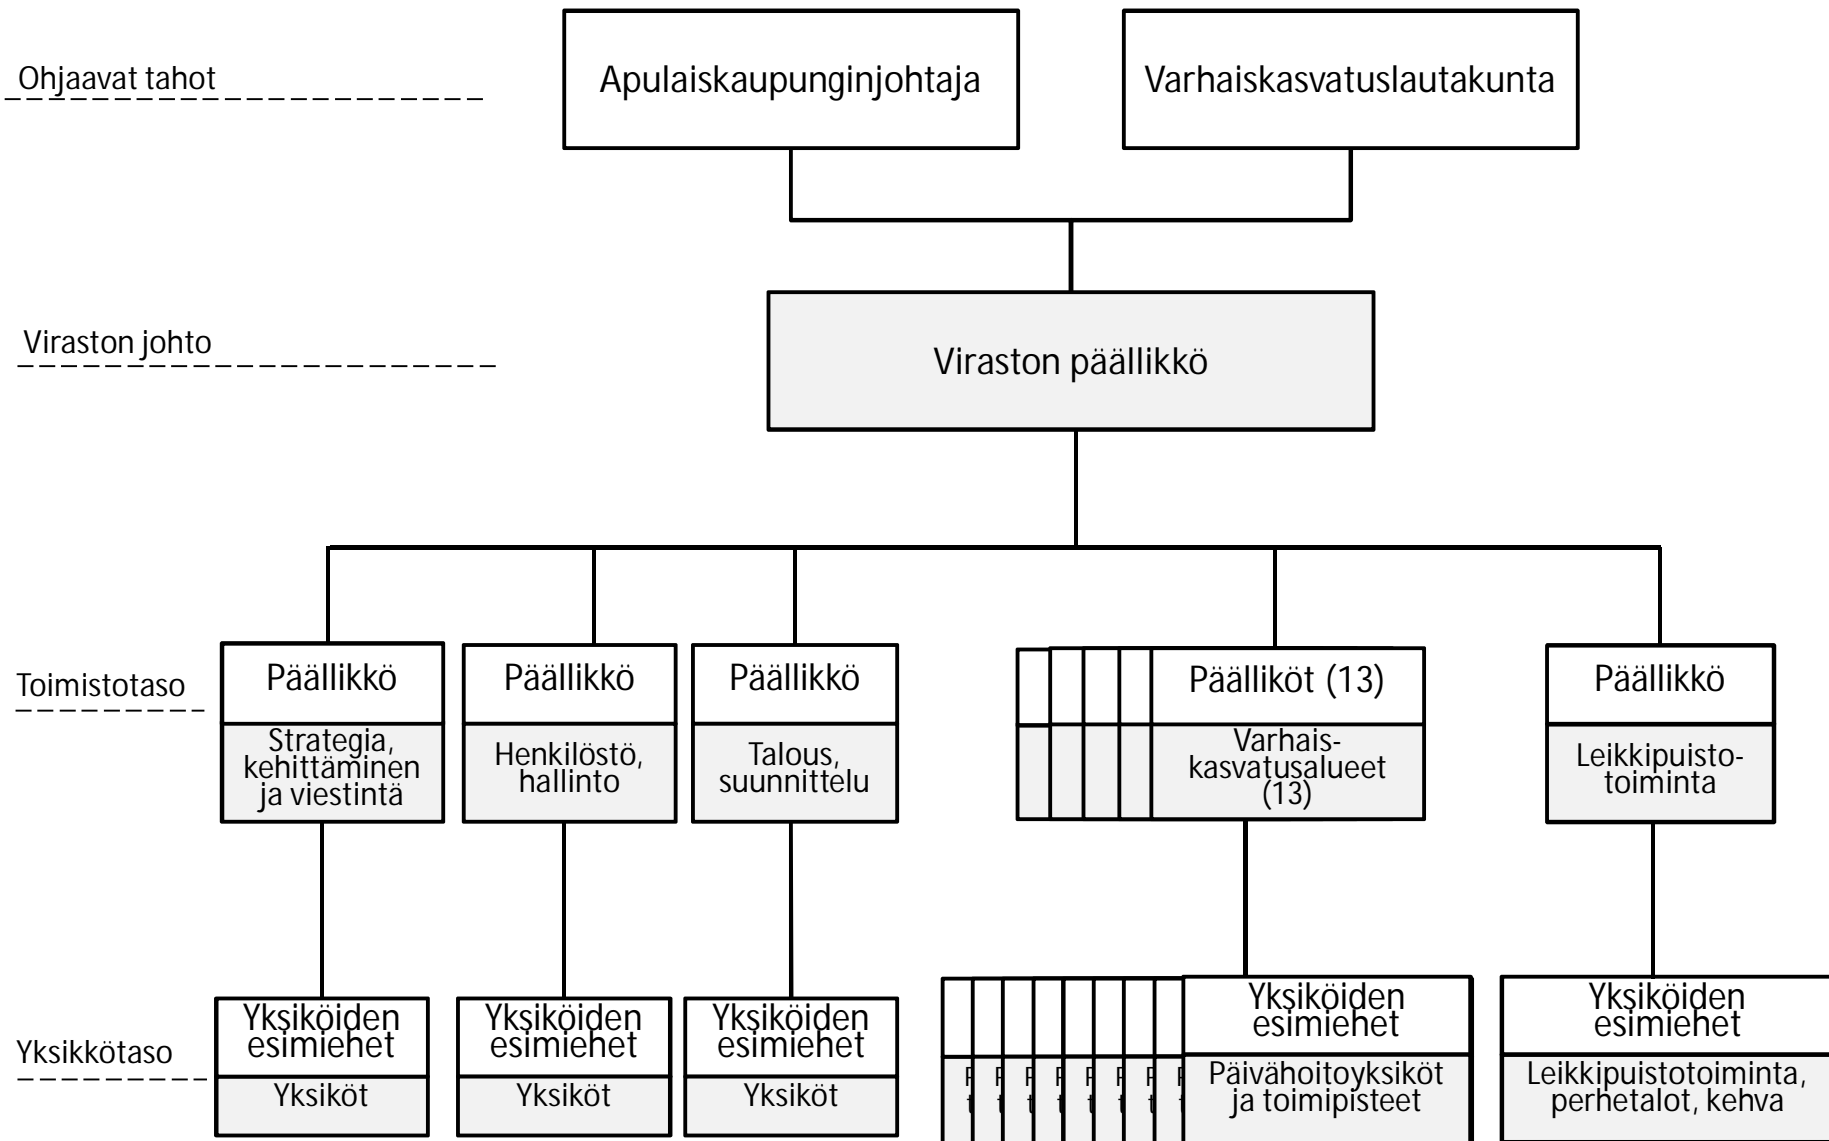 Ohjaavat tahot
Apulaiskaupunginjohtaja
Varhaiskasvatuslautakunta
Viraston johto
Viraston päällikkö
Toimistotaso
Päällikkö
Strategia,
kehittäminen
ja viestintä
Päällikkö
Henkilöstö,
hallinto
Päällikkö
Talous,
suunnittelu
Päälliköt (13)
Varhais-
kasvatusalueet
(13)
Päällikkö
Leikkipuisto-
toiminta
Yksikkötaso
Yksiköiden
esimiehet
Yksiköt
Yksiköiden
esimiehet
Yksiköt
Yksiköiden
esimiehet
Yksiköt
Yksiköiden
esimiehet
Päivähoitoyksiköt
ja toimipisteet
Yksiköiden
esimiehet
Leikkipuistotoiminta,
perhetalot, kehva